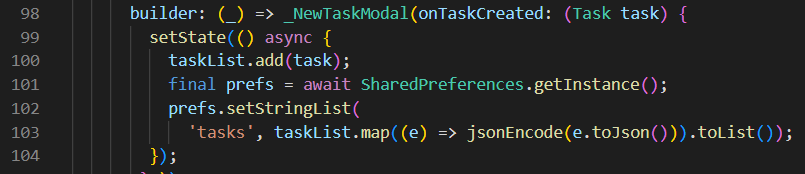 98 builder: (_) => _NewTaskModal(onTaskCreated: (Task task) {
99 setState(() async {
100 taskList.add(task);
101 final prefs = await SharedPreferences.getInstance();
102 prefs.setStringList(
103 'tasks', taskList.map((e) => jsonEncode(e.toJson())).toList());
104 });